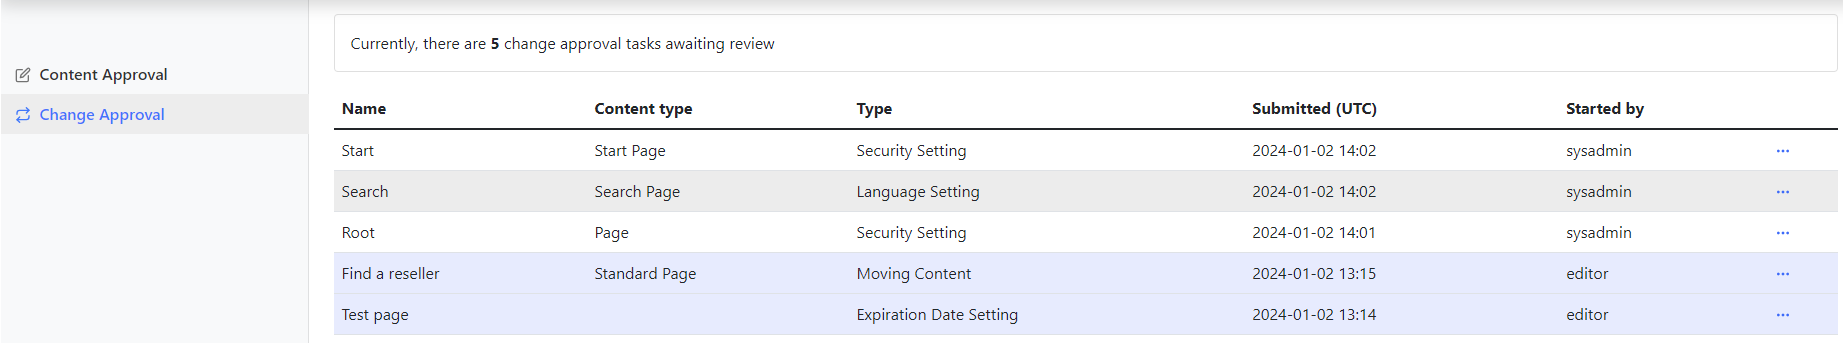 Currently, there are 5 change approval tasks awaiting review
Content Approval
Change Approval
Name Content type Type Submitted (UTC) Started by
Start Start Page Security Setting 2024-01-02 14:02 sysadmin ...
Search Search Page Language Setting 2024-01-02 14:02 sysadmin ...
Root Page Security Setting 2024-01-02 14:01 sysadmin ...
Find a reseller Standard Page Moving Content 2024-01-02 13:15 editor ...
Test page Expiration Date Setting 2024-01-02 13:14 editor ...